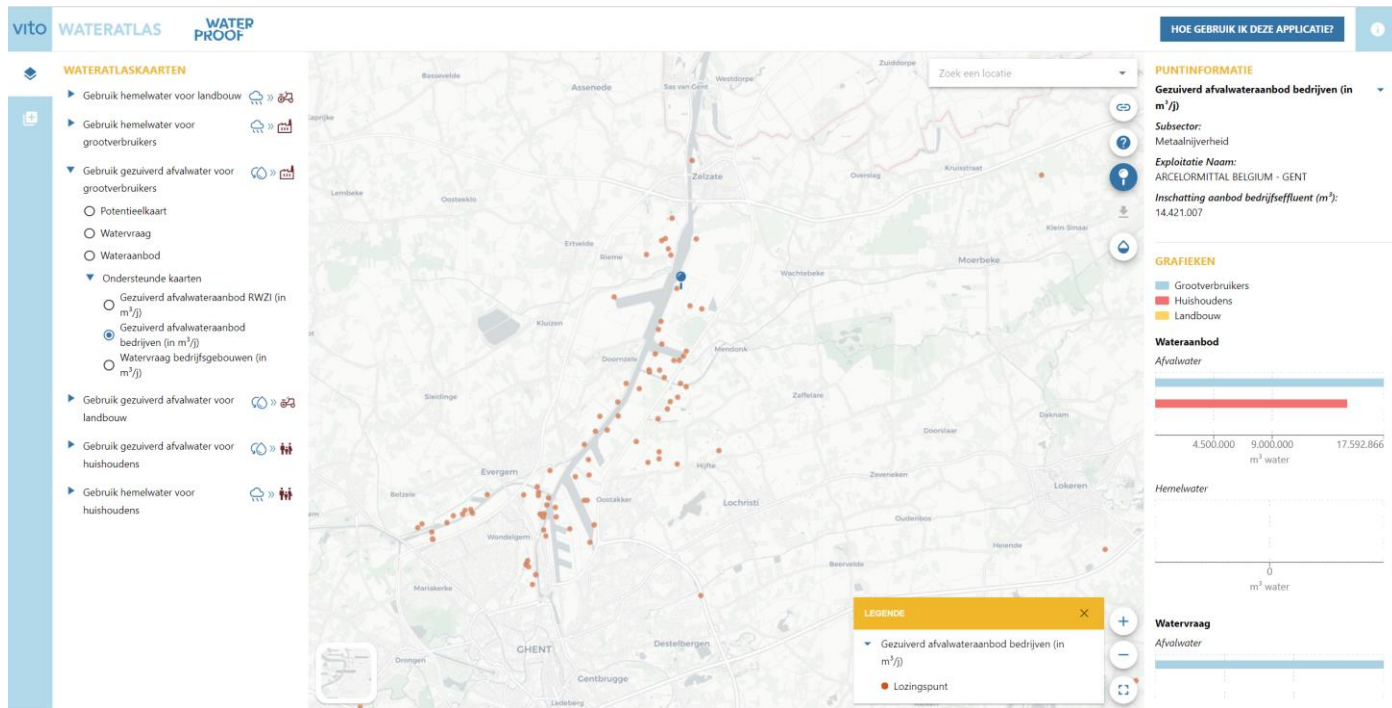 vito WATERATLAS WATER PROOF
HOE GEBRUIK IK DEZE APPLICATIE?
WATERATLASKAARTEN
Gebruik hemelwater voor landbouw
Gebruik hemelwater voor
grootverbruikers
Gebruik gezuiverd afvalwater voor
grootverbruikers
Potentieelkaart
Watervraag
Wateraanbod
Ondersteunde kaarten
Gezuiverd afvalwateraanbod RWZI (in
m³/j)
Gezuiverd afvalwateraanbod
bedrijven (in m³/j)
Watervraag bedrijfsgebouwen (in
m³/j)
Gebruik gezuiverd afvalwater voor
landbouw
Gebruik gezuiverd afvalwater voor
huishoudens
Gebruik hemelwater voor
huishoudens
Zoek een locatie
Bassevelde
Assenede
Sas van Gent
Westdorpe
Zuiddorpe
Zelzate
Overslag
Kruisstraat
Lembeke
Oosteeklo
Klein-Sinaai
Ertvelde
Rieme
Wachtebeke
Moerbeke
Kluizen
Doornzele
Mendonk
Sleidinge
Zaffelare
Daknam
Doorslaar
Evergem
Hijfte
Zeveneken
Belzele
Oostakker
Lochristi
Lokeren
Wondelgem
Oudenbos
Heiende
Beervelde
Mariakerke
GHENT
Destelbergen
Drongen
Gentbrugge
Ledeberg
LEGENDE
Gezuiverd afvalwateraanbod bedrijven (in
m³/j)
Lozingspunt
PUNTINFORMATIE
Gezuiverd afvalwateraanbod bedrijven (in
m³/j)
Subsector:
Metaalnijverheid
Exploitatie Naam:
ARCELORMITTAL BELGIUM - GENT
Inschatting aanbod bedrijfseffluent (m³):
14.421.007
GRAFIEKEN
Grootverbruikers
Huishoudens
Landbouw
Wateraanbod
Afvalwater
4.500.000 9.000.000 17.592.866
m³ water
Hemelwater
0
m³ water
Watervraag
Afvalwater